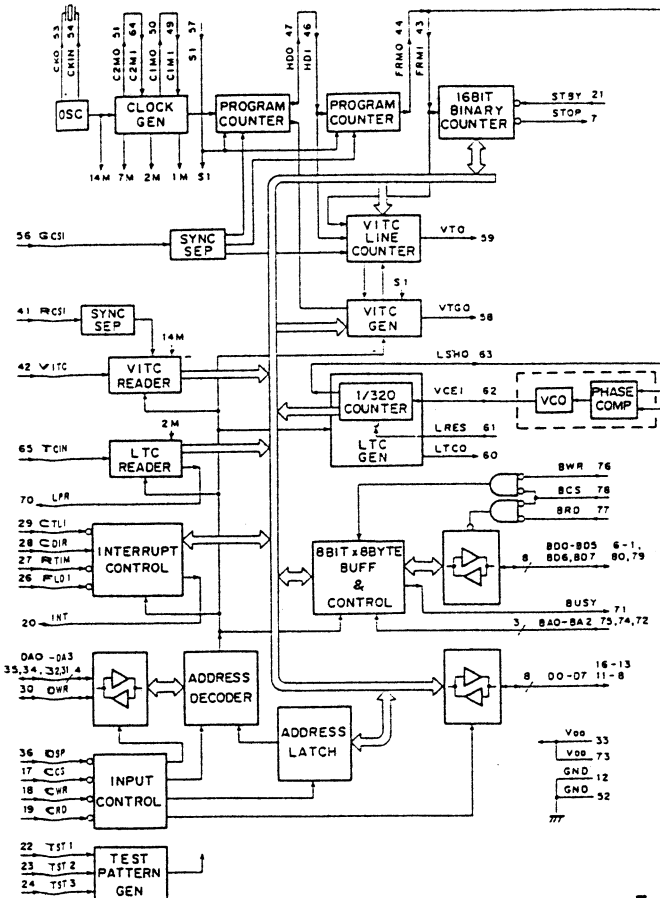 CKO 53
CKIN 54
C2MO 51
C2MI 64
C1MO 50
C1MI 49
SI 57
HDO 47
HDI 46
FRMO 44
FRMI 43
OSC
CLOCK GEN
PROGRAM COUNTER
PROGRAM COUNTER
16BIT BINARY COUNTER
STBY 21
STOP 7
14M
7M
2M
1M
S1
56 GCSI
SYNC SEP
VITC LINE COUNTER
VTO 59
S1
41 RCSI
SYNC SEP
VITC GEN
VTGO 58
14M
42 VITC
VITC READER
LSHO 63
1/320 COUNTER
VCEI 62
VCO
PHASE COMP
2M
65 TCIN
LTC READER
LTC GEN
LRES 61
LTCO 60
70 LPR
BWR 76
BCS 78
BRD 77
29 CTLI
28 CDIR
27 RTIM
26 FLDI
INTERRUPT CONTROL
20 INT
8BIT x 8BYTE BUFF & CONTROL
8 BD0-BD5 6-1,
BD6,BD7 80,79
BUSY 71
3 BA0-BA2 75,74,72
DA0-DA3
35,34,32,31 4
30 DWR
ADDRESS DECODER
8 D0-D7 16-13
11-8
ADDRESS LATCH
36 DSP
17 CCS
18 CWR
19 CRD
INPUT CONTROL
VDD 33
VDD 73
GND 12
GND 52
22 TST1
23 TST2
24 TST3
TEST PATTERN GEN